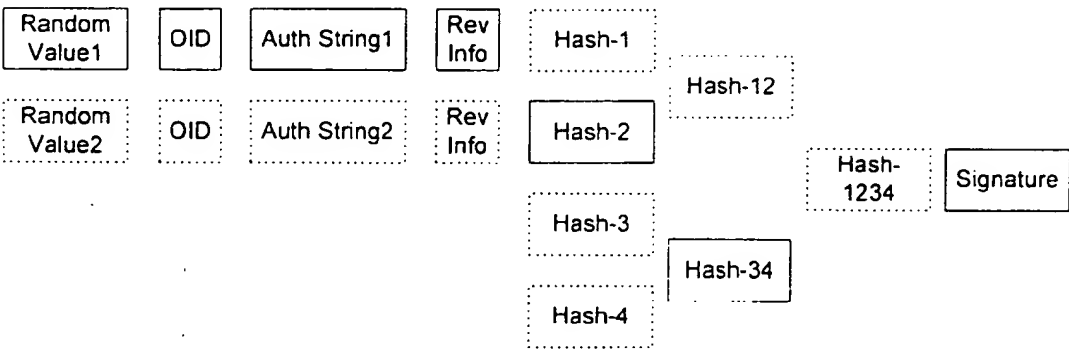 Random
Value1
OID
Auth String1
Rev
Info
Hash-1
Hash-12
Random
Value2
OID
Auth String2
Rev
Info
Hash-2
Hash-
1234
Signature
Hash-3
Hash-34
Hash-4